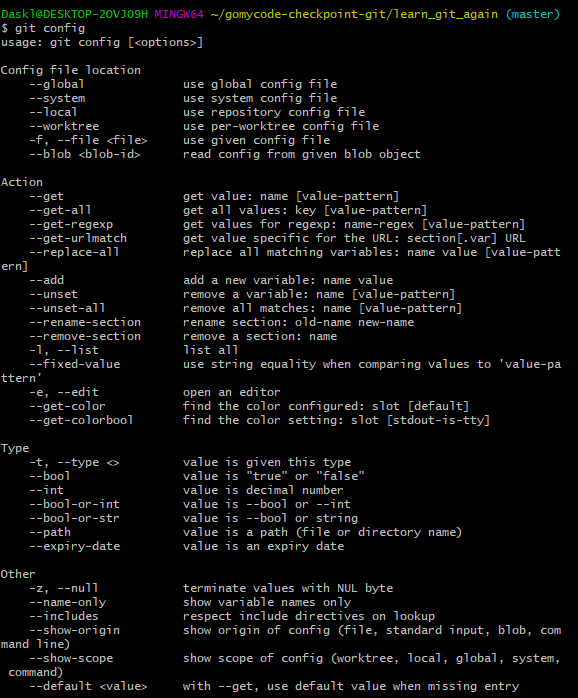 Daskl@DESKTOP-2OVJO9H MINGW64 ~/gomycode-checkpoint-git/learn_git_again (master)
$ git config
usage: git config [<options>]

Config file location
    --global              use global config file
    --system              use system config file
    --local               use repository config file
    --worktree            use per-worktree config file
    -f, --file <file>     use given config file
    --blob <blob-id>      read config from given blob object

Action
    --get                 get value: name [value-pattern]
    --get-all             get all values: key [value-pattern]
    --get-regexp          get values for regexp: name-regex [value-pattern]
    --get-urlmatch        get value specific for the URL: section[.var] URL
    --replace-all         replace all matching variables: name value [value-patt
ern]
    --add                 add a new variable: name value
    --unset               remove a variable: name [value-pattern]
    --unset-all           remove all matches: name [value-pattern]
    --rename-section      rename section: old-name new-name
    --remove-section      remove a section: name
    -l, --list            list all
    --fixed-value         use string equality when comparing values to 'value-pa
ttern'
    -e, --edit            open an editor
    --get-color           find the color configured: slot [default]
    --get-colorbool       find the color setting: slot [stdout-is-tty]

Type
    -t, --type <>         value is given this type
    --bool                value is "true" or "false"
    --int                 value is decimal number
    --bool-or-int         value is --bool or --int
    --bool-or-str         value is --bool or string
    --path                value is a path (file or directory name)
    --expiry-date         value is an expiry date

Other
    -z, --null            terminate values with NUL byte
    --name-only           show variable names only
    --includes            respect include directives on lookup
    --show-origin         show origin of config (file, standard input, blob, com
mand line)
    --show-scope          show scope of config (worktree, local, global, system,
 command)
    --default <value>     with --get, use default value when missing entry